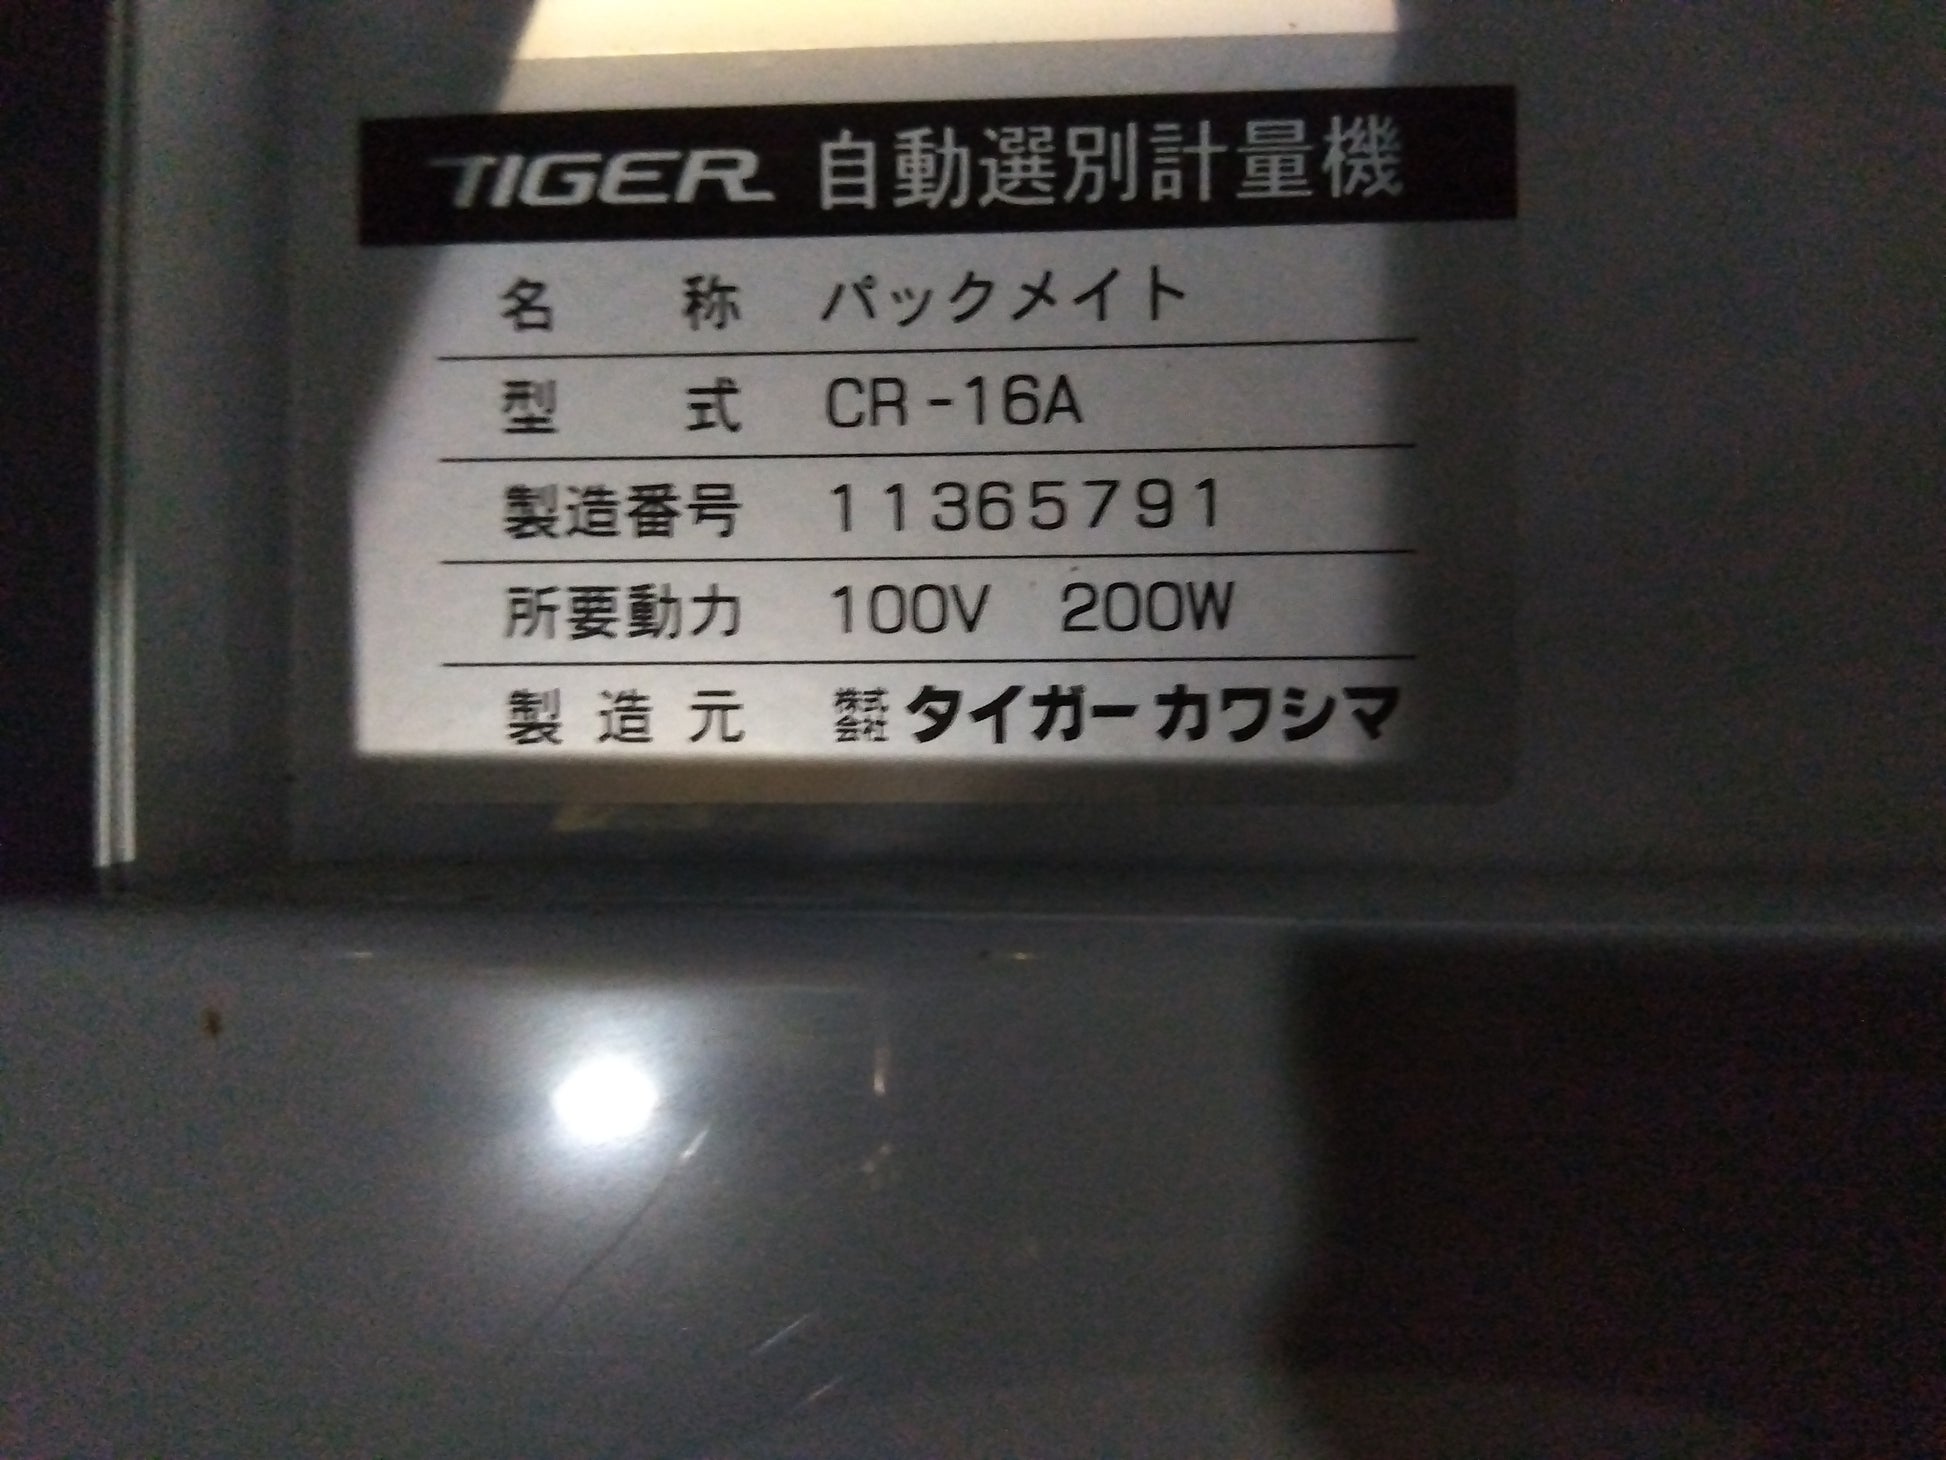 TIGER 自動選別計量機
名称 パックメイト
型式 CR-16A
製造番号 11365791
所要動力 100V 200W
製造元 株式会社タイガーカワシマ